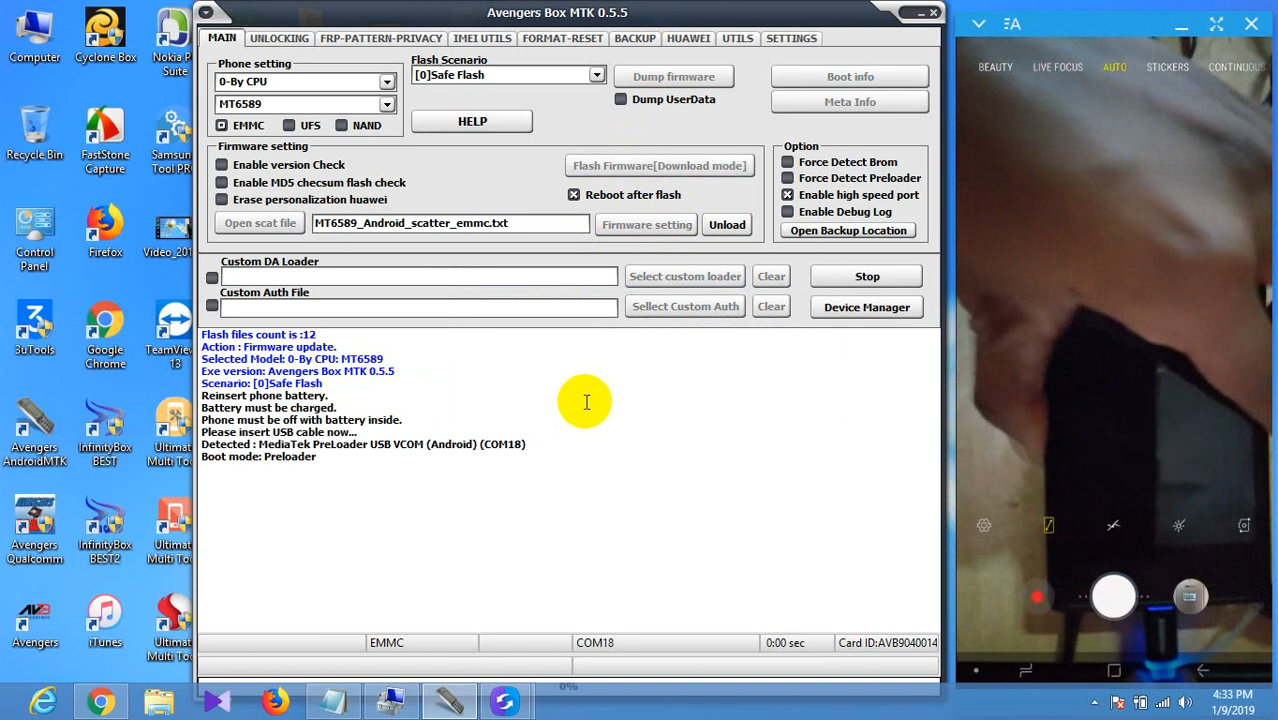 Avengers Box MTK 0.5.5
MAIN
UNLOCKING
FRP-PATTERN-PRIVACY
IMEI UTILS
FORMAT-RESET
BACKUP
HUAWEI
UTILS
SETTINGS
Phone setting
0-By CPU
MT6589
EMMC
UFS
NAND
Flash Scenario
[0]Safe Flash
HELP
Dump firmware
Dump UserData
Boot info
Meta Info
Firmware setting
Enable version Check
Enable MD5 checsum flash check
Erase personalization huawei
Flash Firmware[Download mode]
Reboot after flash
Open scat file
MT6589_Android_scatter_emmc.txt
Firmware setting
Unload
Option
Force Detect Brom
Force Detect Preloader
Enable high speed port
Enable Debug Log
Open Backup Location
Custom DA Loader
Select custom loader
Clear
Stop
Custom Auth File
Sellect Custom Auth
Clear
Device Manager
Flash files count is :12
Action : Firmware update.
Selected Model: 0-By CPU: MT6589
Exe version: Avengers Box MTK 0.5.5
Scenario: [0]Safe Flash
Reinsert phone battery.
Battery must be charged.
Phone must be off with battery inside.
Please insert USB cable now...
Detected : MediaTek PreLoader USB VCOM (Android) (COM18)
Boot mode: Preloader
EMMC
COM18
0:00 sec
Card ID:AVB9040014
0%
Computer
Cyclone Box
Nokia P
Suite
Recycle Bin
FastStone
Capture
Samsun
Tool PR
Control
Panel
Firefox
Video_20
3uTools
Google
Chrome
TeamView
13
Avengers
AndroidMTK
InfinityBox
BEST
Ultimat
Multi To
Avengers
Qualcomm
InfinityBox
BEST2
Ultimat
Multi To
Avengers
iTunes
Ultimat
Multi To
BEAUTY
LIVE FOCUS
AUTO
STICKERS
CONTINUOUS
4:33 PM
1/9/2019